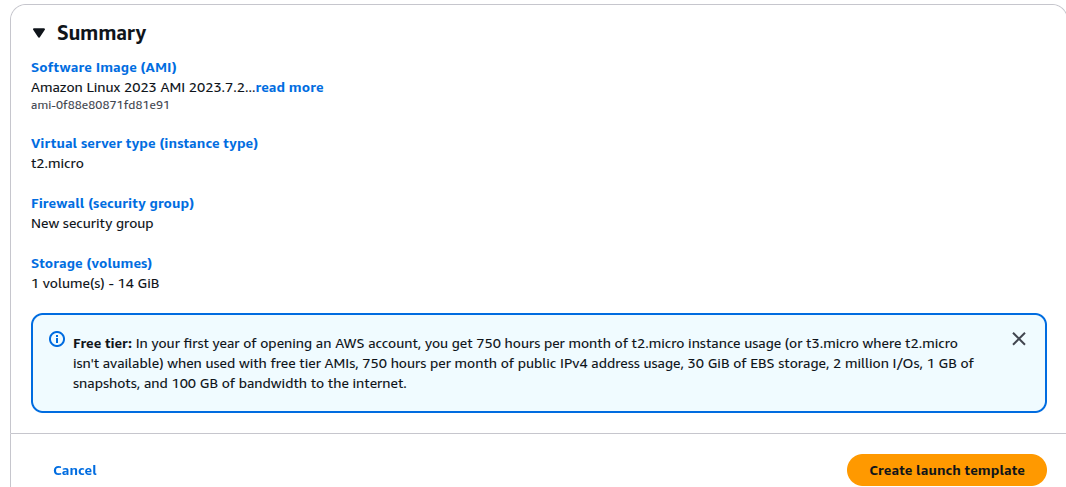 Summary
Software Image (AMI)
Amazon Linux 2023 AMI 2023.7.2...read more
ami-0f88e80871fd81e91
Virtual server type (instance type)
t2.micro
Firewall (security group)
New security group
Storage (volumes)
1 volume(s) - 14 GiB
Free tier: In your first year of opening an AWS account, you get 750 hours per month of t2.micro instance usage (or t3.micro where t2.micro
isn't available) when used with free tier AMIs, 750 hours per month of public IPv4 address usage, 30 GiB of EBS storage, 2 million I/Os, 1 GB of
snapshots, and 100 GB of bandwidth to the internet.
Cancel
Create launch template